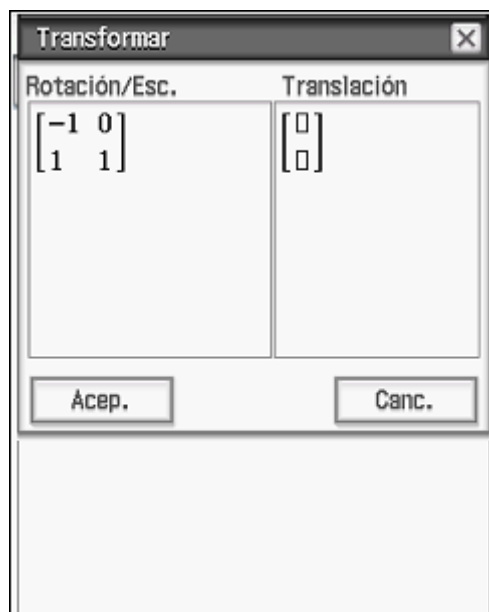 Transformar
Rotación/Esc. Translación
[-1 0]
[1 1]
[▯]
[▯]
Acep. Canc.